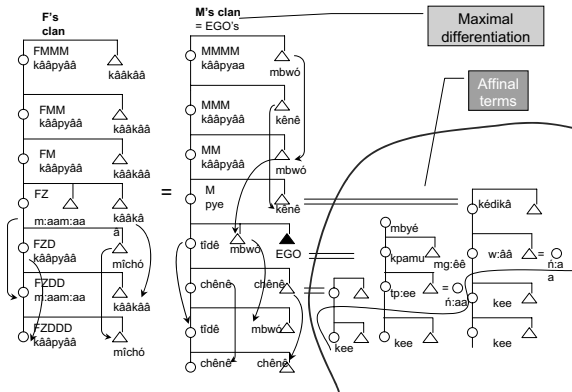 F's
clan
M's clan
= EGO's
Maximal
differentiation
Affinal
terms
FMMM
kââpyââ
kââkââ
FMM
kââpyââ
kââkââ
FM
kââpyââ
kââkââ
FZ
m:aam:aa
kââkâ
â
FZD
kââpyââ
mîchó
FZDD
m:aam:aa
kââkââ
FZDDD
kââpyââ
mîchó
=
MMMM
kââpyaa
mbwó
MMM
kââpyââ
kênê
MM
kââpyââ
mbwó
M
pye
kênê
tîdê
mbwó
EGO
chênê
chênê
tîdê
mbwó
chênê
chênê
kee
mbyé
kpamu
mg:êê
tp:ee
=
ń:aa
kee
kédikâ
w:ââ
=
ń:a
a
kee
kee